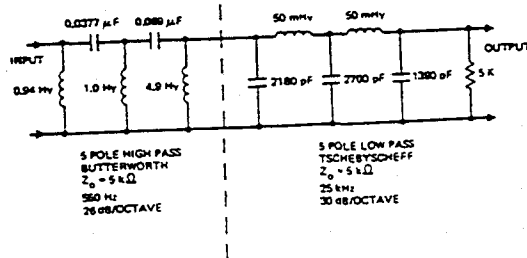 0.0377 μF
0.089 μF
50 mHy
50 mHy
INPUT
OUTPUT
0.94 Hy
1.0 Hy
4.9 Hy
2180 pF
2700 pF
1390 pF
5 K
5 POLE HIGH PASS
BUTTERWORTH
Z₀ = 5 kΩ
560 Hz
26 dB/OCTAVE
5 POLE LOW PASS
TSCHEBYSCHEFF
Z₀ = 5 kΩ
25 kHz
30 dB/OCTAVE